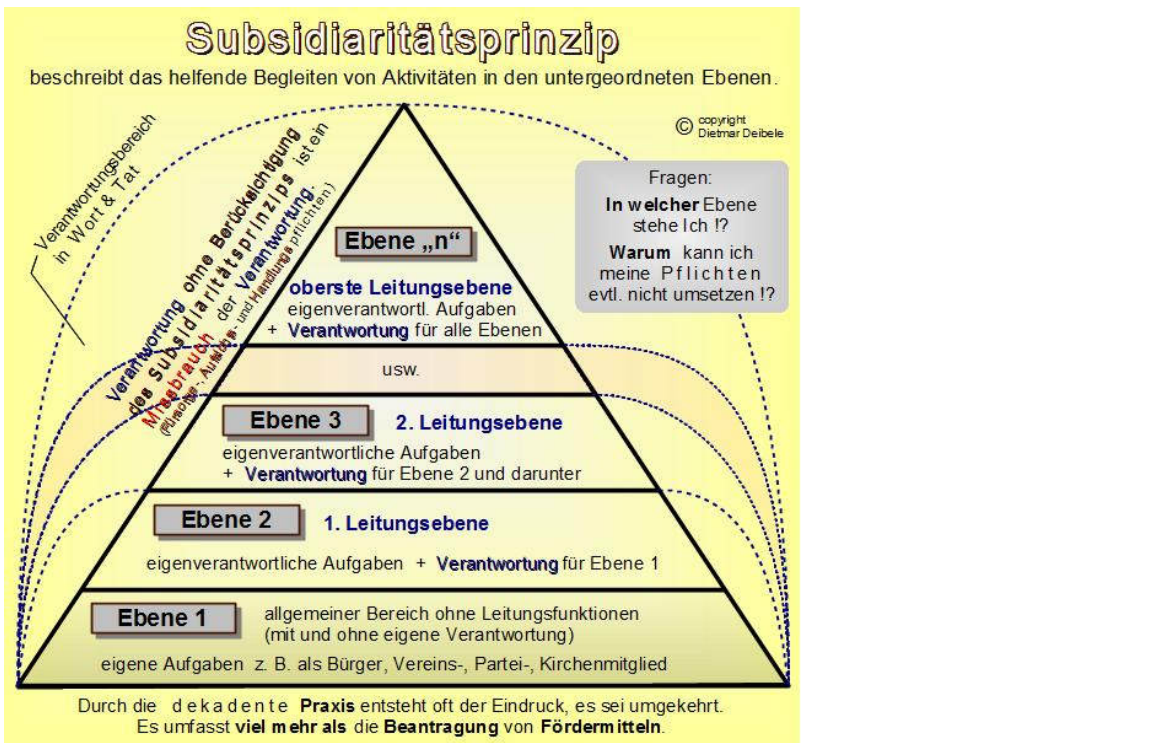 Subsidiaritätsprinzip
beschreibt das helfende Begleiten von Aktivitäten in den untergeordneten Ebenen.
© copyright
Dietmar Deibele
Verantwortungsbereich
in Wort & Tat
Verantwortung ohne Berücksichtigung
des Subsidiaritätsprinzips ist ein
Missbrauch der Verantwortung.
(Fürsorge-, Aufsichts- und Handlungspflichten)
Fragen:
In welcher Ebene
stehe Ich !?
Warum kann ich
meine Pflichten
evtl. nicht umsetzen !?
Ebene „n“
oberste Leitungsebene
eigenverantwortl. Aufgaben
+ Verantwortung für alle Ebenen
usw.
Ebene 3 2. Leitungsebene
eigenverantwortliche Aufgaben
+ Verantwortung für Ebene 2 und darunter
Ebene 2 1. Leitungsebene
eigenverantwortliche Aufgaben + Verantwortung für Ebene 1
Ebene 1 allgemeiner Bereich ohne Leitungsfunktionen
(mit und ohne eigene Verantwortung)
eigene Aufgaben z. B. als Bürger, Vereins-, Partei-, Kirchenmitglied
Durch die dekadente Praxis entsteht oft der Eindruck, es sei umgekehrt.
Es umfasst viel mehr als die Beantragung von Fördermitteln.